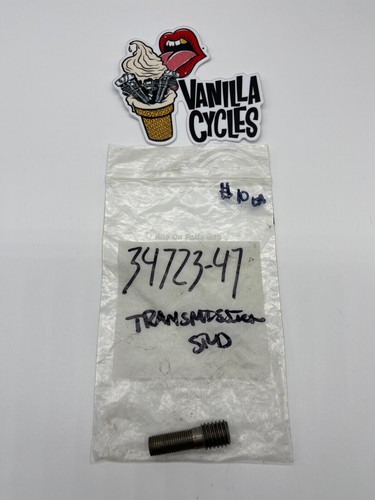 VANILLA
CYCLES
$10 ea
34723-47
TRANSMISSION
STUD